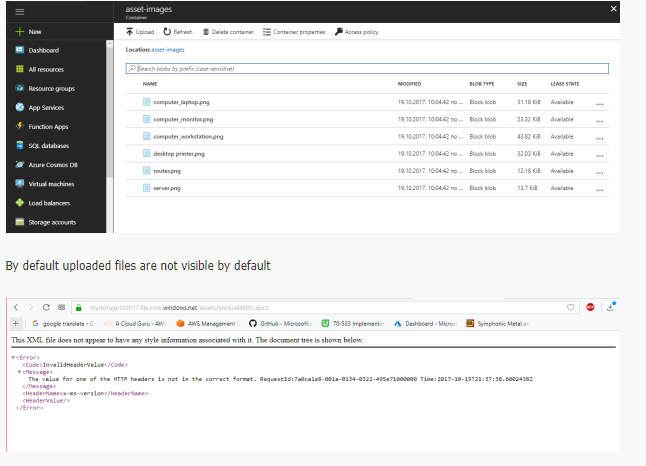 asset-images
Container
New
Upload Refresh Delete container Container properties Access policy
Location: asset-images
Search blobs by prefix (case-sensitive)
NAME MODIFIED BLOB TYPE SIZE LEASE STATE
computer_laptop.png 19.10.2017. 10:04:42 no ... Block blob 31.18 KiB Available ...
computer_monitor.png 19.10.2017. 10:04:42 no ... Block blob 23.32 KiB Available ...
computer_workstation.png 19.10.2017. 10:04:42 no ... Block blob 43.82 KiB Available ...
desktop printer.png 19.10.2017. 10:04:42 no ... Block blob 32.03 KiB Available ...
router.png 19.10.2017. 10:04:42 no ... Block blob 12.18 KiB Available ...
server.png 19.10.2017. 10:04:42 no ... Block blob 13.7 KiB Available ...
Dashboard
All resources
Resource groups
App Services
Function Apps
SQL databases
Azure Cosmos DB
Virtual machines
Load balancers
Storage accounts
By default uploaded files are not visible by default
mystorage102017.file.core.windows.net/assets/Invoice00001.docx
google translate - G A Cloud Guru - AWS AWS Management GitHub - Microsoft 70-533 Implementin Dashboard - Micros Symphonic Metal
This XML file does not appear to have any style information associated with it. The document tree is shown below.
▼<Error>
<Code>InvalidHeaderValue</Code>
▼<Message>
The value for one of the HTTP headers is not in the correct format. RequestId:7a0ca1e8-001a-0134-0322-495a71000000 Time:2017-10-19T21:37:38.6002438Z
</Message>
<HeaderName>x-ms-version</HeaderName>
<HeaderValue/>
</Error>